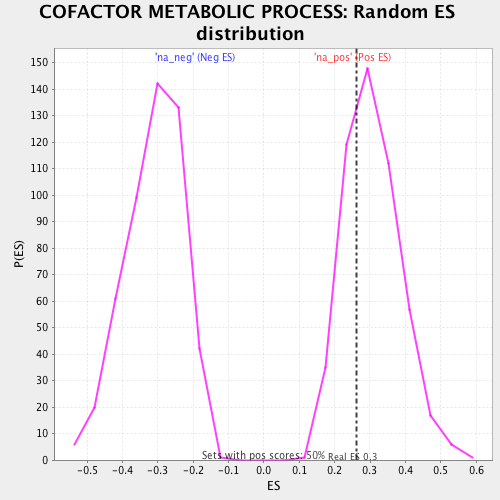 COFACTOR METABOLIC PROCESS: Random ES
distribution
'na_neg' (Neg ES)
'na_pos' (Pos ES)
150
140
130
120
110
100
90
80
70
60
50
40
30
20
10
0
P(ES)
Sets with pos scores: 50%
Real ES 0.3
-0.5 -0.4 -0.3 -0.2 -0.1 0.0 0.1 0.2 0.3 0.4 0.5 0.6
ES